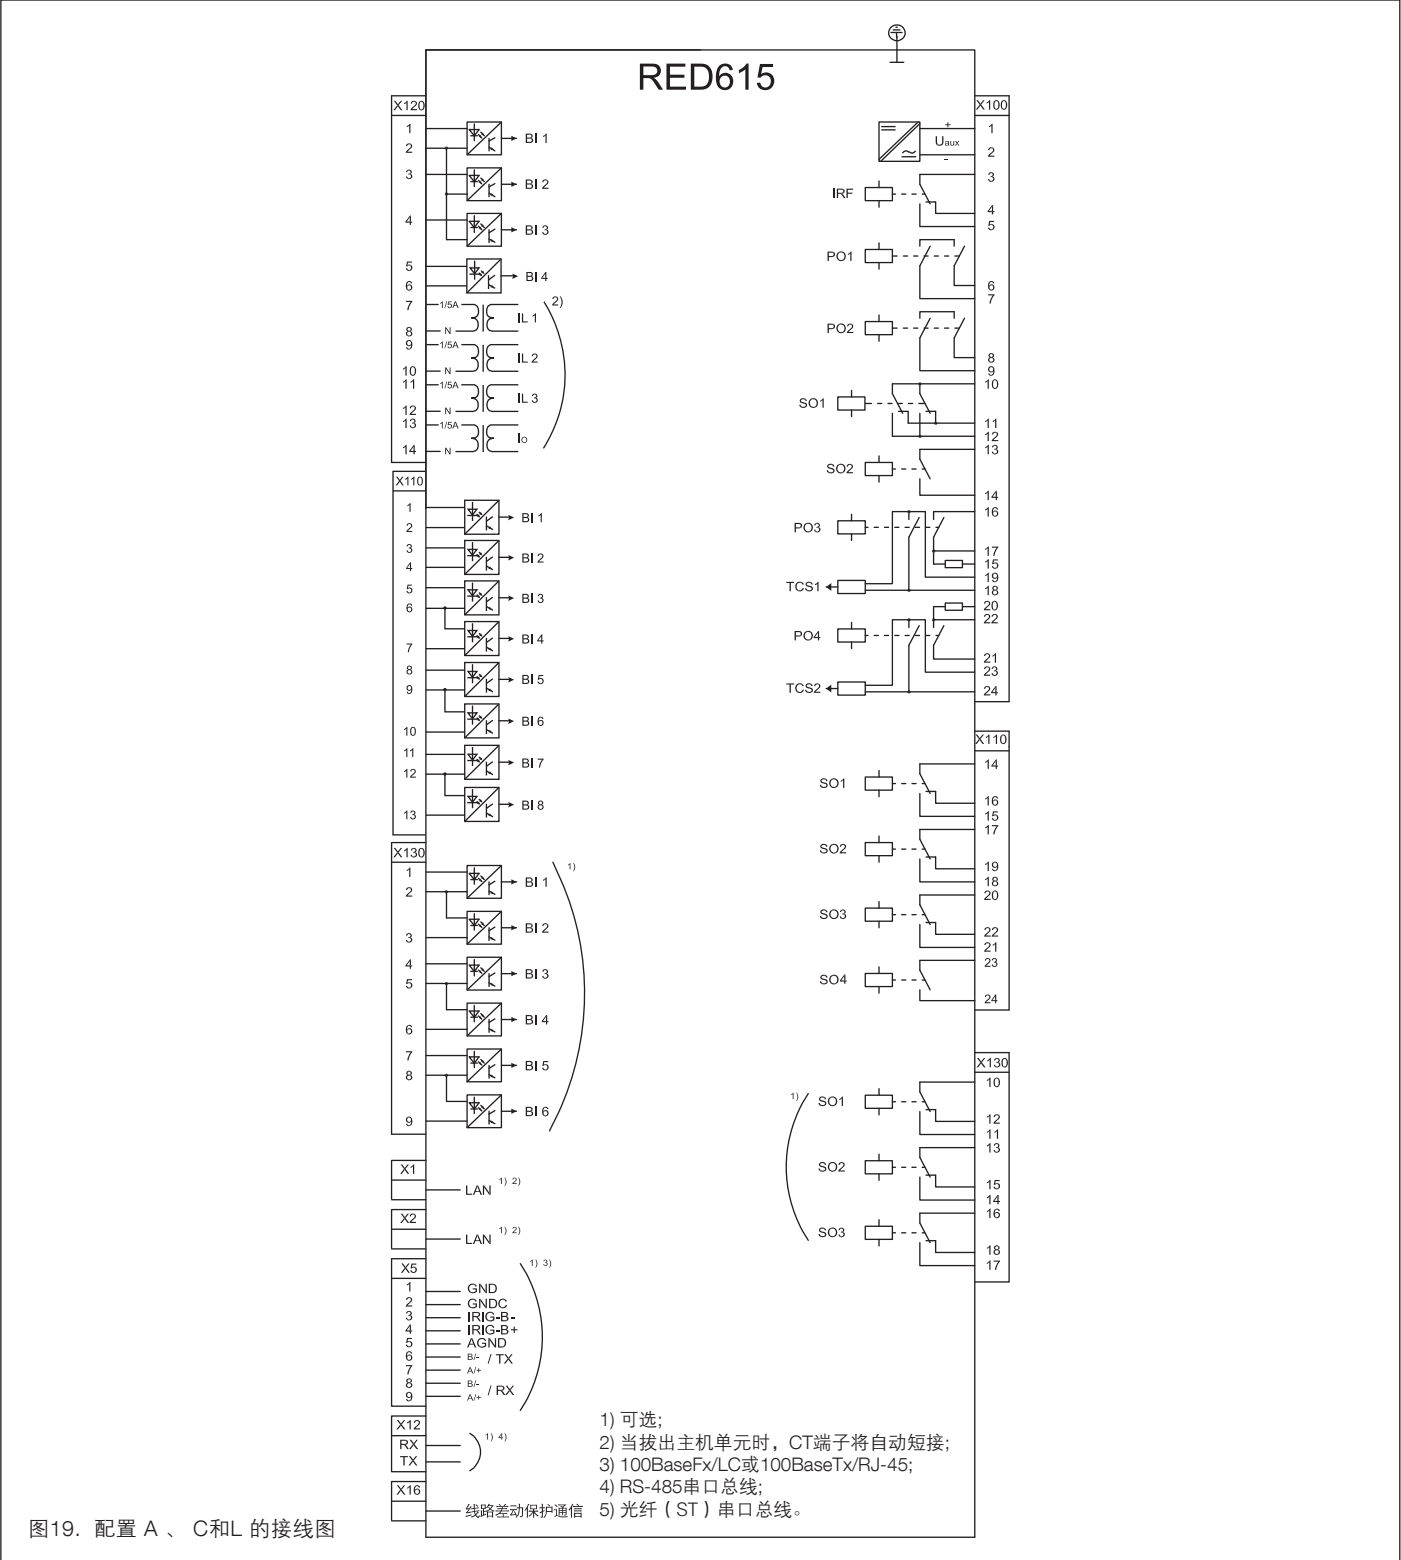 RED615
X120
1
2
3
4
5
6
7
8
9
10
11
12
13
14
BI 1
BI 2
BI 3
BI 4
1/5A
N
IL 1
1/5A
N
IL 2
1/5A
N
IL 3
1/5A
N
Io
2)
X110
1
2
3
4
5
6
7
8
9
10
11
12
13
BI 1
BI 2
BI 3
BI 4
BI 5
BI 6
BI 7
BI 8
X130
1
2
3
4
5
6
7
8
9
BI 1
BI 2
BI 3
BI 4
BI 5
BI 6
1)
X1
LAN 1) 2)
X2
LAN 1) 2)
X5
1 GND
2 GNDC
3 IRIG-B-
4 IRIG-B+
5 AGND
6 B/- / TX
7 A/+
8 B/- / RX
9 A/+
1) 3)
X12
RX
TX
1) 4)
X16
线路差动保护通信
X100
+
Uaux
-
1
2
IRF
3
4
5
PO1
6
7
PO2
8
9
SO1
10
11
12
SO2
13
14
PO3
16
17
15
19
18
TCS1
20
22
PO4
21
23
24
TCS2
X110
SO1
14
16
15
SO2
17
19
18
SO3
20
22
21
SO4
23
24
X130
1)
SO1
10
12
11
SO2
13
15
14
SO3
16
18
17
1) 可选;
2) 当拔出主机单元时，CT端子将自动短接;
3) 100BaseFx/LC或100BaseTx/RJ-45;
4) RS-485串口总线;
5) 光纤（ST）串口总线。
图19. 配置 A 、 C和L 的接线图